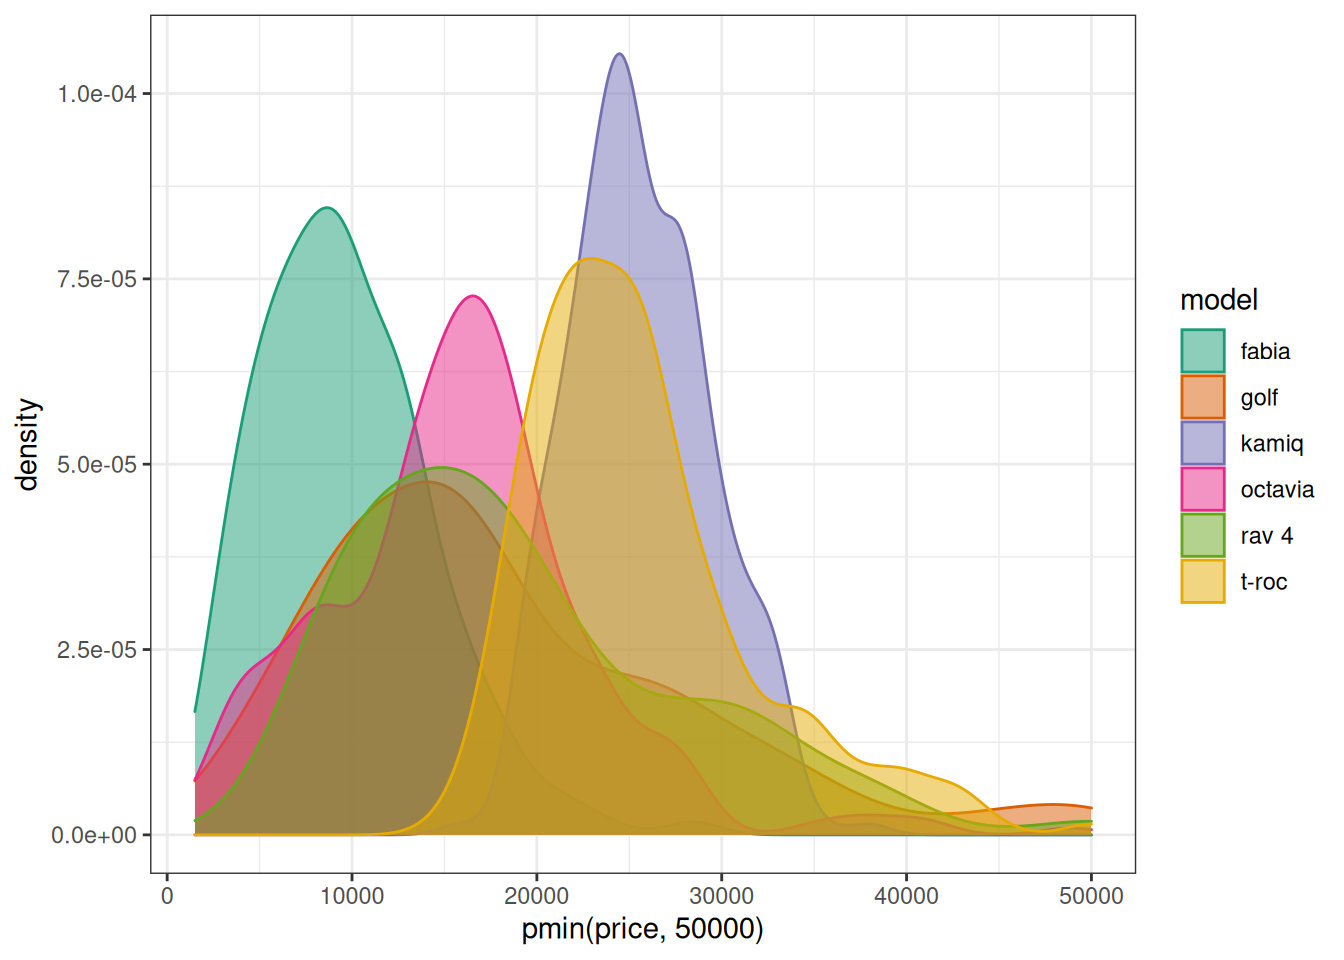 1.0e-04
7.5e-05
5.0e-05
2.5e-05
0.0e+00
density
0 10000 20000 30000 40000 50000
pmin(price, 50000)
model
fabia
golf
kamiq
octavia
rav 4
t-roc